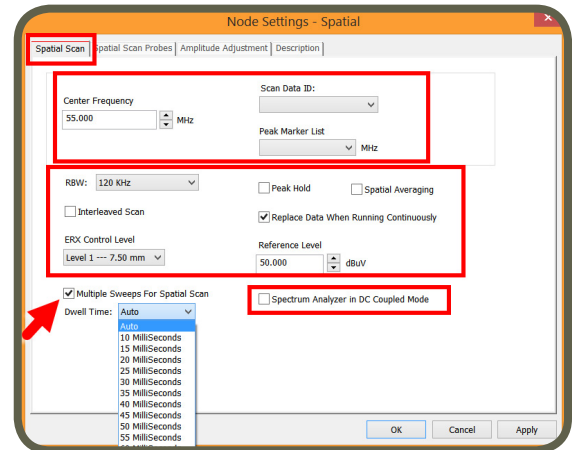 Node Settings - Spatial
Spatial Scan Spatial Scan Probes Amplitude Adjustment Description
Scan Data ID:
Center Frequency
55.000 MHz
Peak Marker List
MHz
RBW: 120 KHz
Peak Hold Spatial Averaging
Interleaved Scan
Replace Data When Running Continuously
ERX Control Level
Reference Level
Level 1 --- 7.50 mm
50.000 dBuV
Multiple Sweeps For Spatial Scan
Spectrum Analyzer in DC Coupled Mode
Dwell Time: Auto
Auto
10 MilliSeconds
15 MilliSeconds
20 MilliSeconds
25 MilliSeconds
30 MilliSeconds
35 MilliSeconds
40 MilliSeconds
45 MilliSeconds
50 MilliSeconds
55 MilliSeconds
OK Cancel Apply